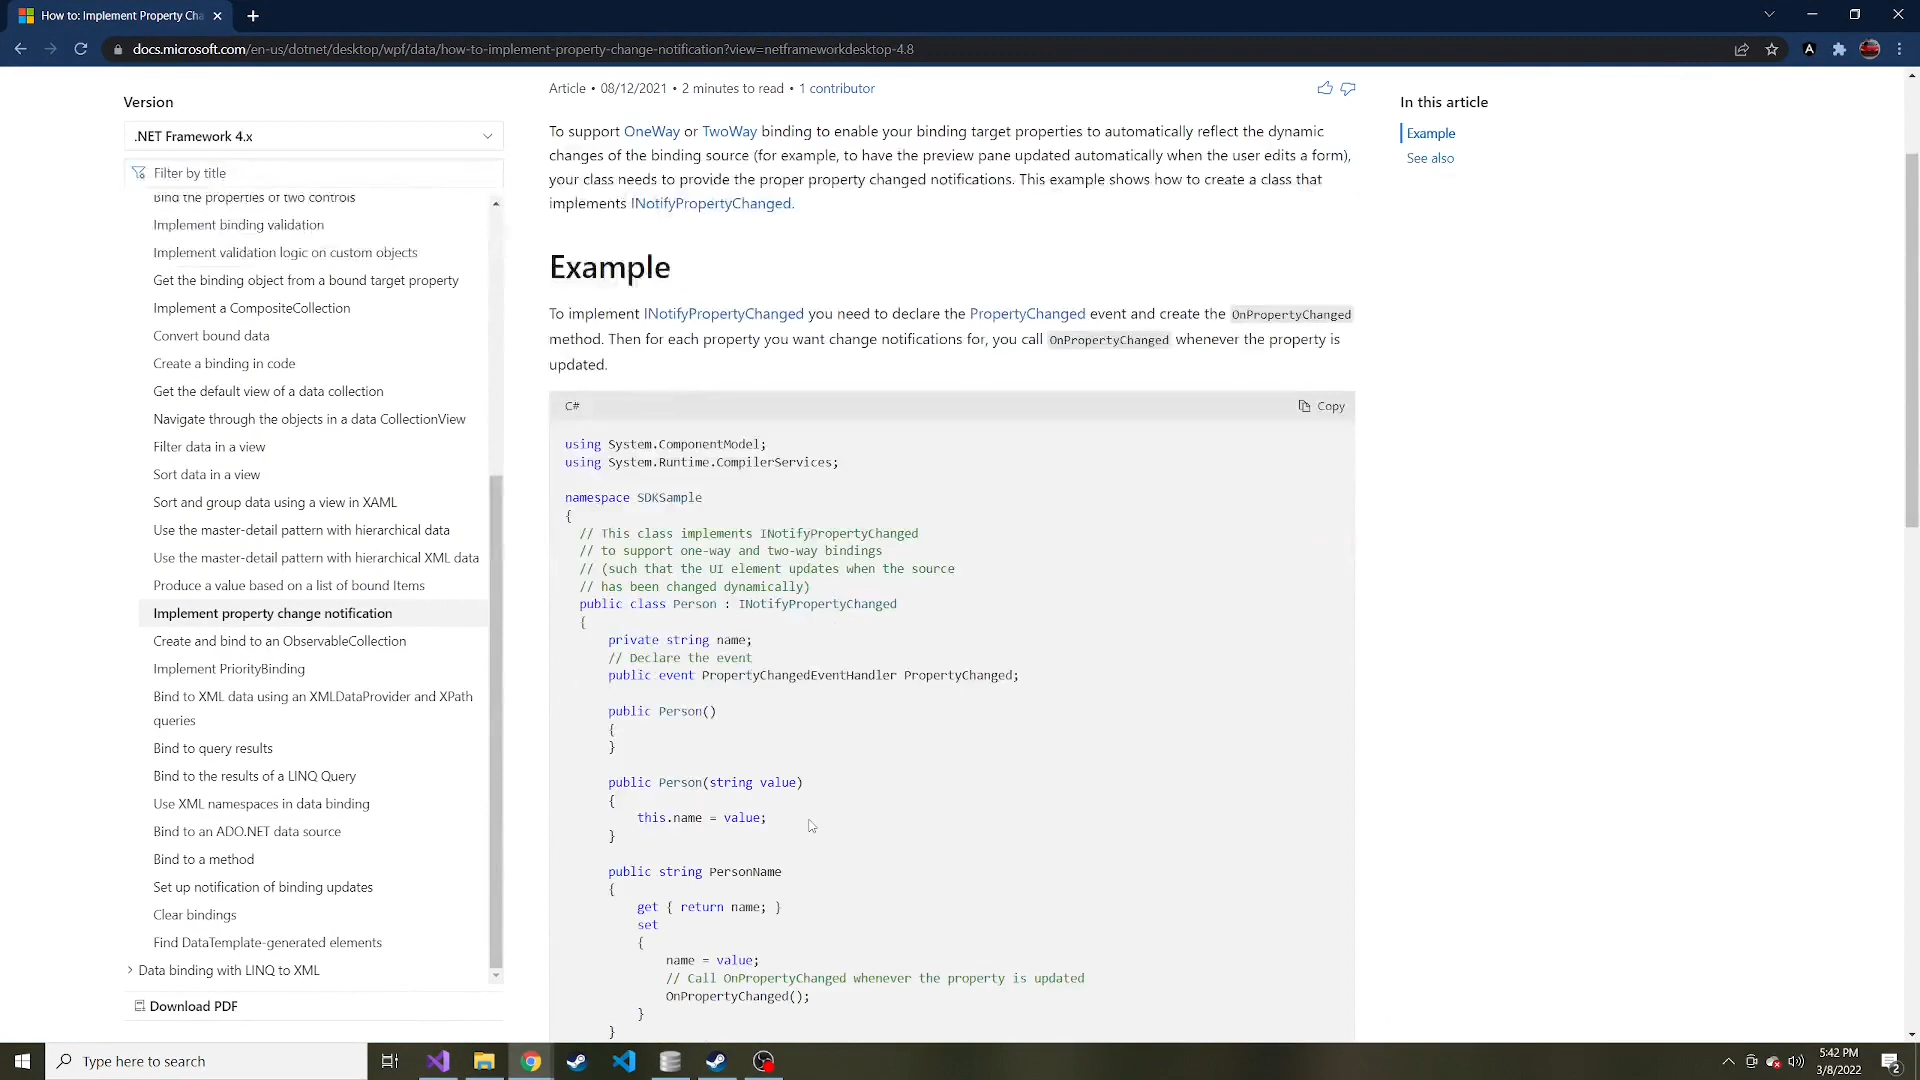 How to: Implement Property Cha
docs.microsoft.com/en-us/dotnet/desktop/wpf/data/how-to-implement-property-change-notification?view=netframeworkdesktop-4.8
Version
.NET Framework 4.x
Filter by title
Bind the properties of two controls
Implement binding validation
Implement validation logic on custom objects
Get the binding object from a bound target property
Implement a CompositeCollection
Convert bound data
Create a binding in code
Get the default view of a data collection
Navigate through the objects in a data CollectionView
Filter data in a view
Sort data in a view
Sort and group data using a view in XAML
Use the master-detail pattern with hierarchical data
Use the master-detail pattern with hierarchical XML data
Produce a value based on a list of bound Items
Implement property change notification
Create and bind to an ObservableCollection
Implement PriorityBinding
Bind to XML data using an XMLDataProvider and XPath
queries
Bind to query results
Bind to the results of a LINQ Query
Use XML namespaces in data binding
Bind to an ADO.NET data source
Bind to a method
Set up notification of binding updates
Clear bindings
Find DataTemplate-generated elements
Data binding with LINQ to XML
Download PDF
Article • 08/12/2021 • 2 minutes to read • 1 contributor
To support OneWay or TwoWay binding to enable your binding target properties to automatically reflect the dynamic
changes of the binding source (for example, to have the preview pane updated automatically when the user edits a form),
your class needs to provide the proper property changed notifications. This example shows how to create a class that
implements INotifyPropertyChanged.
Example
To implement INotifyPropertyChanged you need to declare the PropertyChanged event and create the OnPropertyChanged
method. Then for each property you want change notifications for, you call OnPropertyChanged whenever the property is
updated.
C#
Copy
using System.ComponentModel;
using System.Runtime.CompilerServices;
namespace SDKSample
{
// This class implements INotifyPropertyChanged
// to support one-way and two-way bindings
// (such that the UI element updates when the source
// has been changed dynamically)
public class Person : INotifyPropertyChanged
{
private string name;
// Declare the event
public event PropertyChangedEventHandler PropertyChanged;
public Person()
{
}
public Person(string value)
{
this.name = value;
}
public string PersonName
{
get { return name; }
set
{
name = value;
// Call OnPropertyChanged whenever the property is updated
OnPropertyChanged();
}
}
In this article
Example
See also
Type here to search
5:42 PM
3/8/2022
2